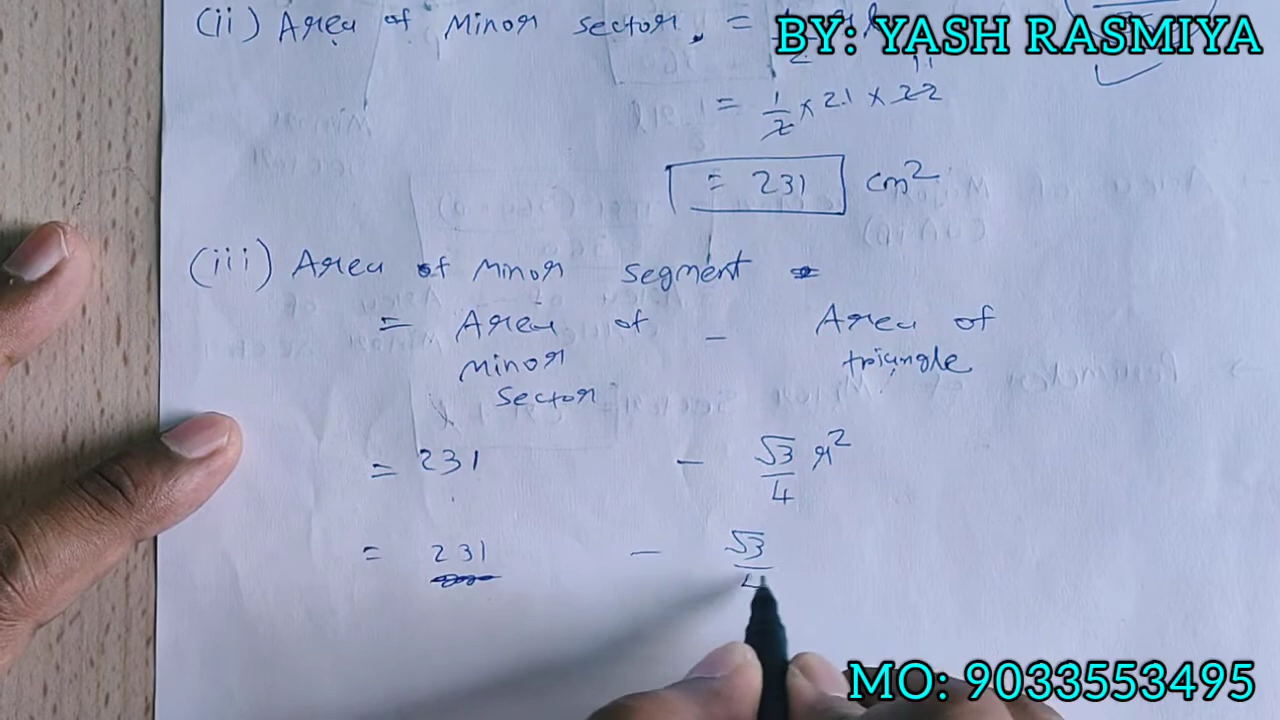 (ii) Area of Minor sector =
BY: YASH RASMIYA
= 1/2 × 21 × 22
= 231 cm²
(iii) Area of Minor segment
= Area of minor sector – Area of triangle
= 231 – √3/4 r²
= 231 – √3/4
MO: 9033553495